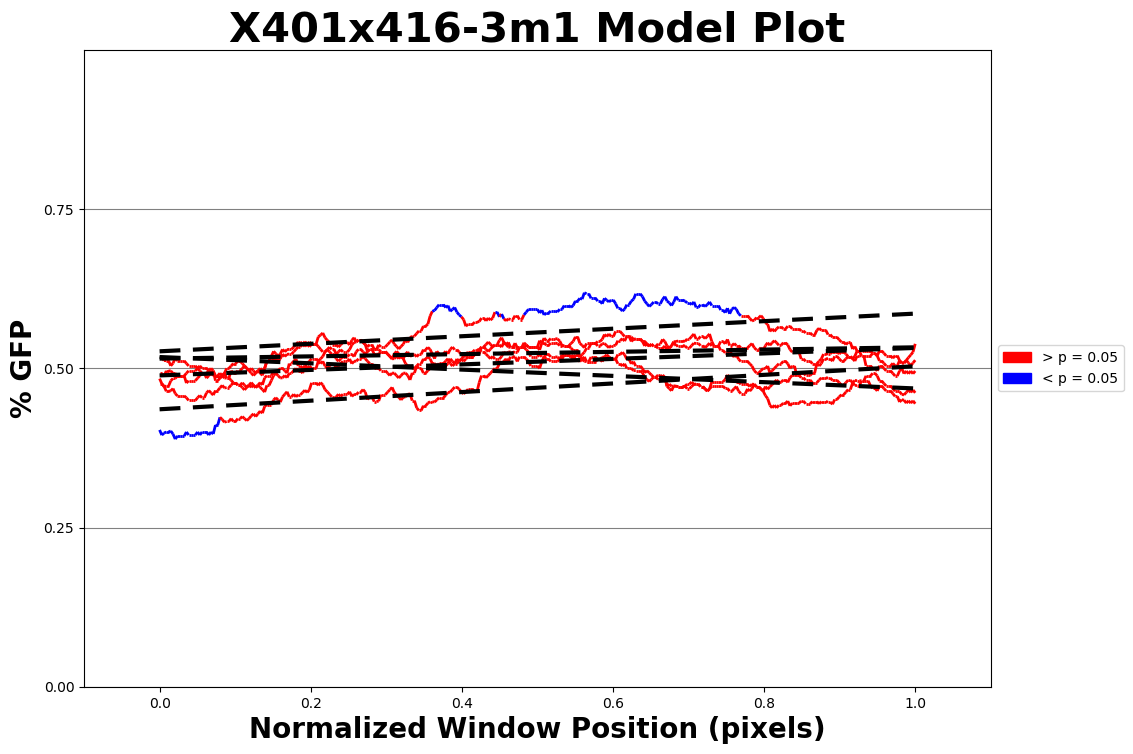 X401x416-3m1 Model Plot
% GFP
0.75
0.50
0.25
0.00
0.0 0.2 0.4 0.6 0.8 1.0
Normalized Window Position (pixels)
> p = 0.05
< p = 0.05